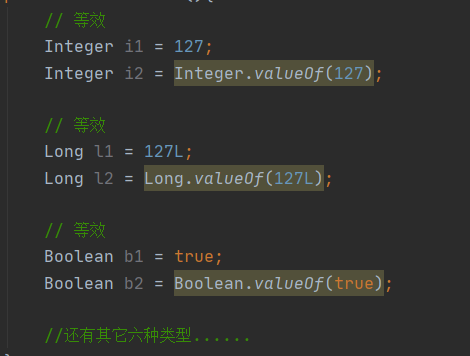 // 等效
Integer i1 = 127;
Integer i2 = Integer.valueOf(127);
// 等效
Long l1 = 127L;
Long l2 = Long.valueOf(127L);
// 等效
Boolean b1 = true;
Boolean b2 = Boolean.valueOf(true);
//还有其它六种类型......